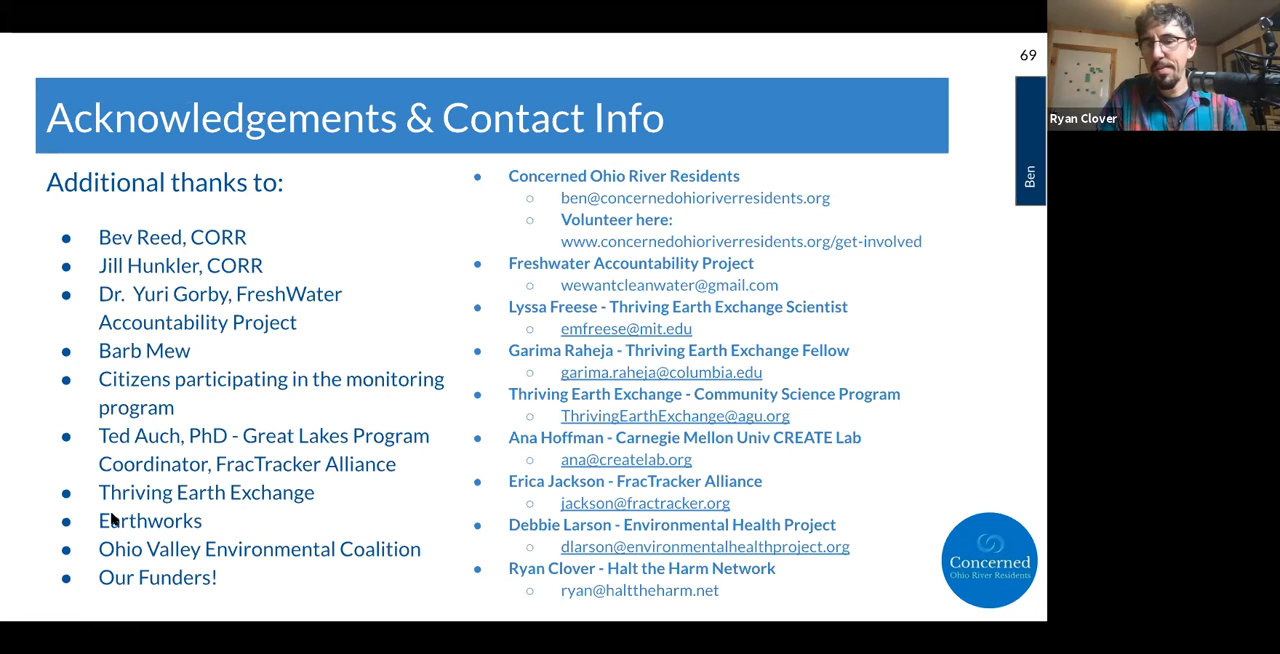 69
Acknowledgements & Contact Info
Ben
Ryan Clover
Additional thanks to:
● Bev Reed, CORR
● Jill Hunkler, CORR
● Dr. Yuri Gorby, FreshWater
Accountability Project
● Barb Mew
● Citizens participating in the monitoring
program
● Ted Auch, PhD - Great Lakes Program
Coordinator, FracTracker Alliance
● Thriving Earth Exchange
● Earthworks
● Ohio Valley Environmental Coalition
● Our Funders!
● Concerned Ohio River Residents
○ ben@concernedohioriverresidents.org
○ Volunteer here:
www.concernedohioriverresidents.org/get-involved
● Freshwater Accountability Project
○ wewantcleanwater@gmail.com
● Lyssa Freese - Thriving Earth Exchange Scientist
○ emfreese@mit.edu
● Garima Raheja - Thriving Earth Exchange Fellow
○ garima.raheja@columbia.edu
● Thriving Earth Exchange - Community Science Program
○ ThrivingEarthExchange@agu.org
● Ana Hoffman - Carnegie Mellon Univ CREATE Lab
○ ana@createlab.org
● Erica Jackson - FracTracker Alliance
○ jackson@fractracker.org
● Debbie Larson - Environmental Health Project
○ dlarson@environmentalhealthproject.org
● Ryan Clover - Halt the Harm Network
○ ryan@halttheharm.net
Concerned
Ohio River Residents